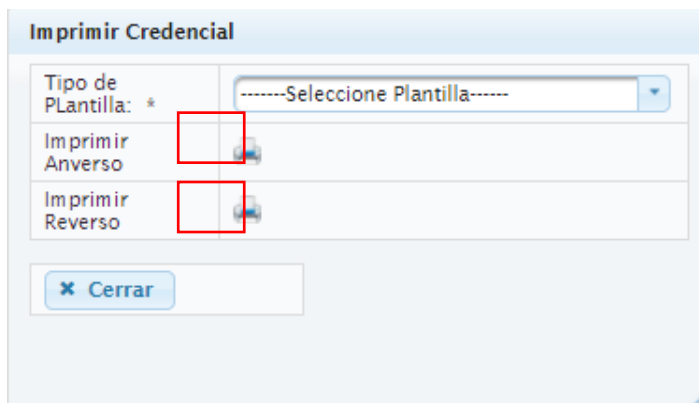 Imprimir Credencial
Tipo de
PLantilla: *
-------Seleccione Plantilla------
Imprimir
Anverso
Imprimir
Reverso
Cerrar